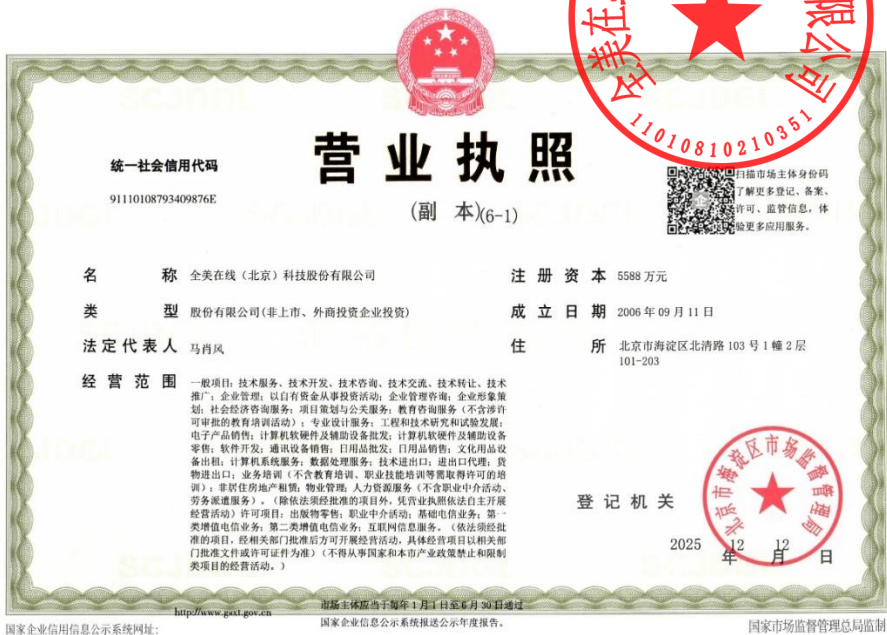 全美在 限公司
11010810210351
营业执照
(副 本)(6-1)
统一社会信用代码
91110108793409876E
扫描市场主体身份码
了解更多登记、备案、
许可、监管信息,体
验更多应用服务。
名 称 全美在线(北京)科技股份有限公司
类 型 股份有限公司(非上市、外商投资企业投资)
法定代表人 马肖风
经营范围 一般项目:技术服务、技术开发、技术咨询、技术交流、技术转让、技术
推广;企业管理;以自有资金从事投资活动;企业管理咨询;企业形象策
划;社会经济咨询服务;项目策划与公关服务;教育咨询服务(不含涉许
可审批的教育培训活动);专业设计服务;工程和技术研究和试验发展;
电子产品销售;计算机软硬件及辅助设备批发;计算机软硬件及辅助设备
零售;软件开发;通讯设备销售;日用品批发;日用品销售;文化用品设
备出租;计算机系统服务;数据处理服务;技术进出口;进出口代理;货
物进出口;业务培训(不含教育培训、职业技能培训等需取得许可的培
训);非居住房地产租赁;物业管理;人力资源服务(不含职业中介活动、
劳务派遣服务)。(除依法须经批准的项目外,凭营业执照依法自主开展
经营活动)许可项目:出版物零售;职业中介活动;基础电信业务;第一
类增值电信业务;第二类增值电信业务;互联网信息服务。(依法须经批
准的项目,经相关部门批准后方可开展经营活动,具体经营项目以相关部
门批准文件或许可证件为准)(不得从事国家和本市产业政策禁止和限制
类项目的经营活动。)
注册资本 5588万元
成立日期 2006年09月11日
住 所 北京市海淀区北清路103号1幢2层
101-203
登记机关
北京市海淀区市场监督管理局
2025年12月12日
http://www.gsxt.gov.cn
国家企业信用信息公示系统网址:
市场主体应当于每年1月1日至6月30日通过
国家企业信息公示系统报送公示年度报告。
国家市场监督管理总局监制